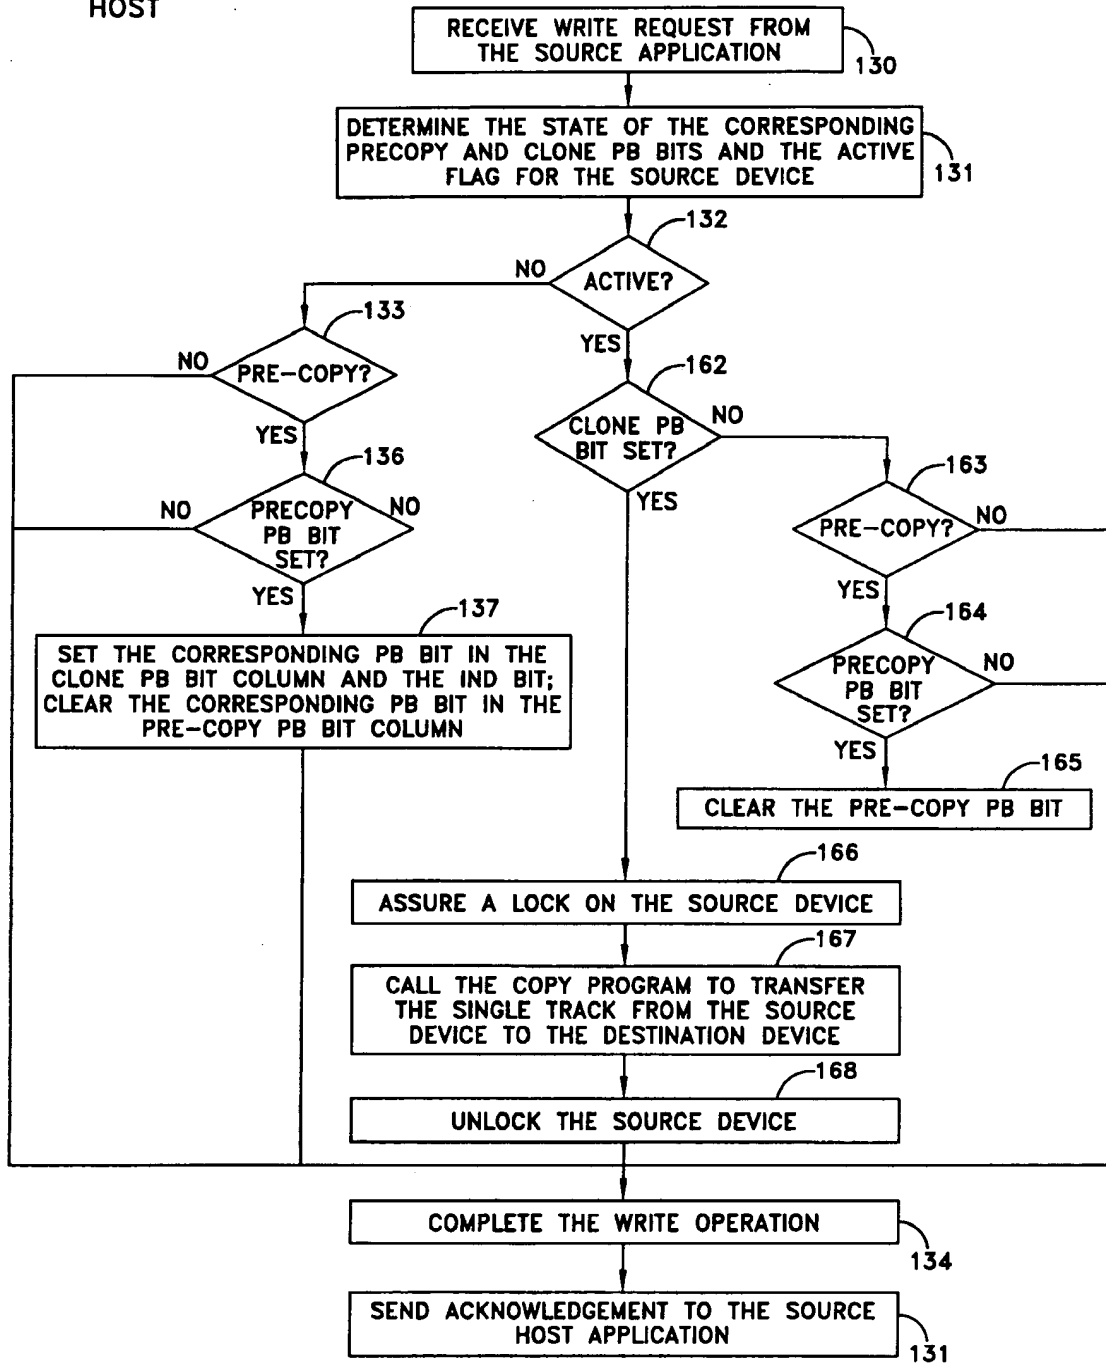 HOST
RECEIVE WRITE REQUEST FROM
THE SOURCE APPLICATION
130
DETERMINE THE STATE OF THE CORRESPONDING
PRECOPY AND CLONE PB BITS AND THE ACTIVE
FLAG FOR THE SOURCE DEVICE
131
132
NO
ACTIVE?
YES
133
NO
PRE-COPY?
YES
162
CLONE PB
BIT SET?
NO
YES
136
NO
PRECOPY
PB BIT
SET?
NO
YES
163
PRE-COPY?
NO
YES
137
SET THE CORRESPONDING PB BIT IN THE
CLONE PB BIT COLUMN AND THE IND BIT;
CLEAR THE CORRESPONDING PB BIT IN THE
PRE-COPY PB BIT COLUMN
164
PRECOPY
PB BIT
SET?
NO
YES
165
CLEAR THE PRE-COPY PB BIT
166
ASSURE A LOCK ON THE SOURCE DEVICE
167
CALL THE COPY PROGRAM TO TRANSFER
THE SINGLE TRACK FROM THE SOURCE
DEVICE TO THE DESTINATION DEVICE
168
UNLOCK THE SOURCE DEVICE
COMPLETE THE WRITE OPERATION
134
SEND ACKNOWLEDGEMENT TO THE SOURCE
HOST APPLICATION
131